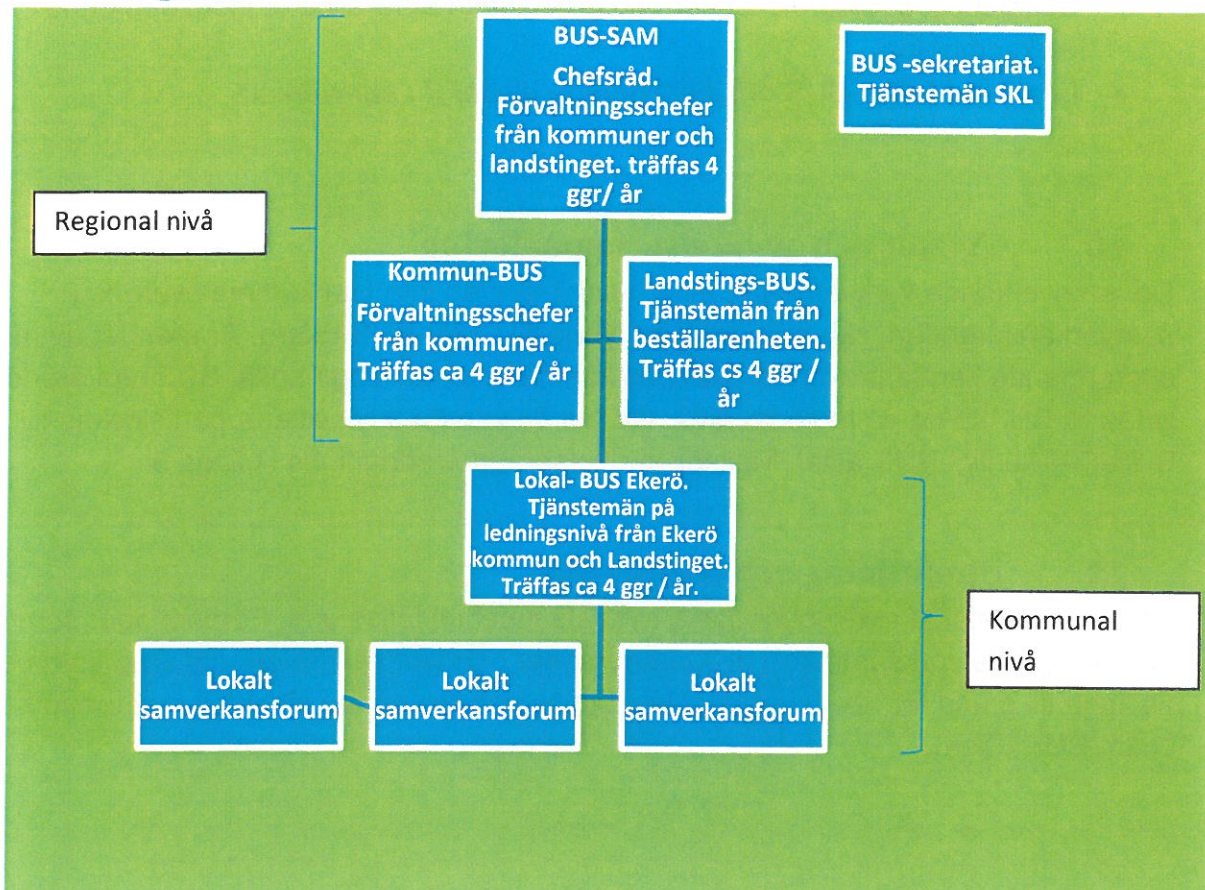 BUS-SAM
Chefsråd.
Förvaltningsschefer
från kommuner och
landstinget. träffas 4
ggr/ år
BUS -sekretariat.
Tjänstemän SKL
Regional nivå
Kommun-BUS
Förvaltningsschefer
från kommuner.
Träffas ca 4 ggr / år
Landstings-BUS.
Tjänstemän från
beställarenheten.
Träffas cs 4 ggr /
år
Lokal- BUS Ekerö.
Tjänstemän på
ledningsnivå från Ekerö
kommun och Landstinget.
Träffas ca 4 ggr / år.
Kommunal
nivå
Lokalt
samverkansforum
Lokalt
samverkansforum
Lokalt
samverkansforum